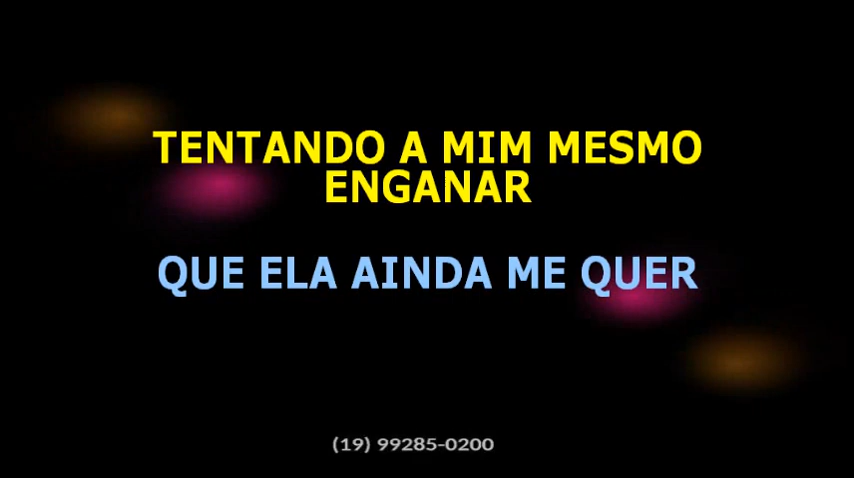 TENTANDO A MIM MESMO
ENGANAR
QUE ELA AINDA ME QUER
(19) 99285-0200